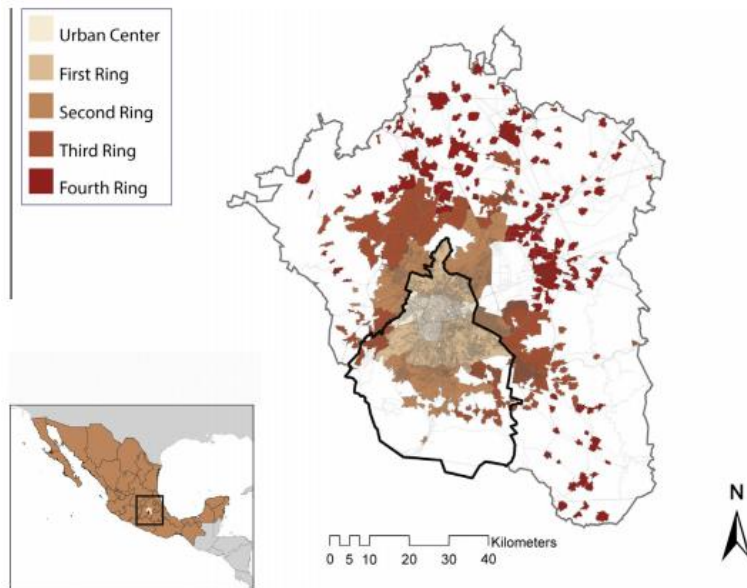 Urban Center
First Ring
Second Ring
Third Ring
Fourth Ring
N
Kilometers
0 5 10 20 30 40